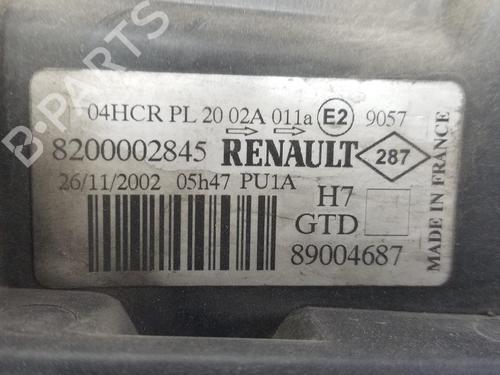 B-PARTS
04HCR PL 20 02A 011a E2 9057
8200002845 RENAULT 287
26/11/2002 05h47 PU1A H7
GTD
89004687
MADE IN FRANCE